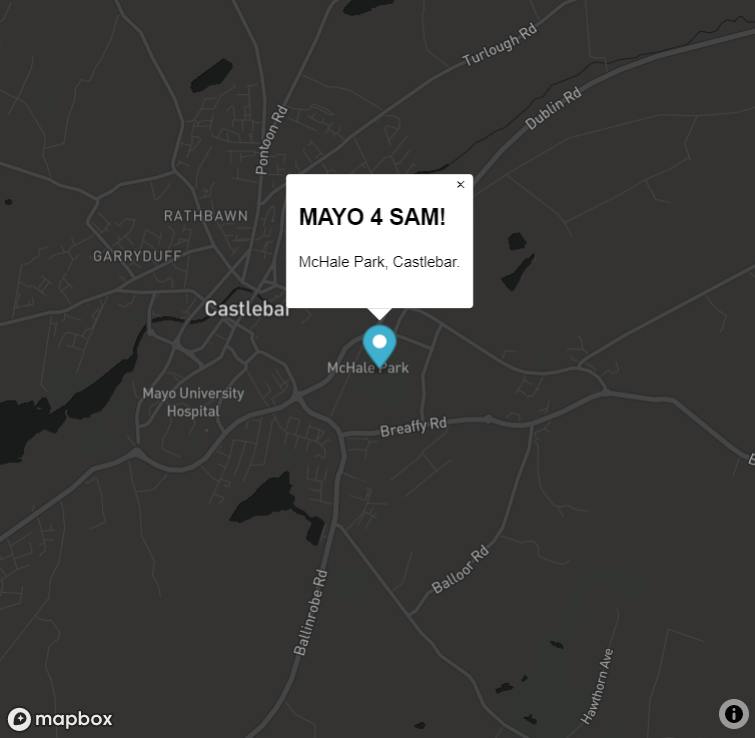 Turlough Rd
Dublin Rd
Pontoon Rd
×
MAYO 4 SAM!
RATHBAWN
GARRYDUFF
McHale Park, Castlebar.
Castlebar
McHale Park
Mayo University
Hospital
Breaffy Rd
Balloor Rd
Ballinrobe Rd
Hawthorn Ave
mapbox